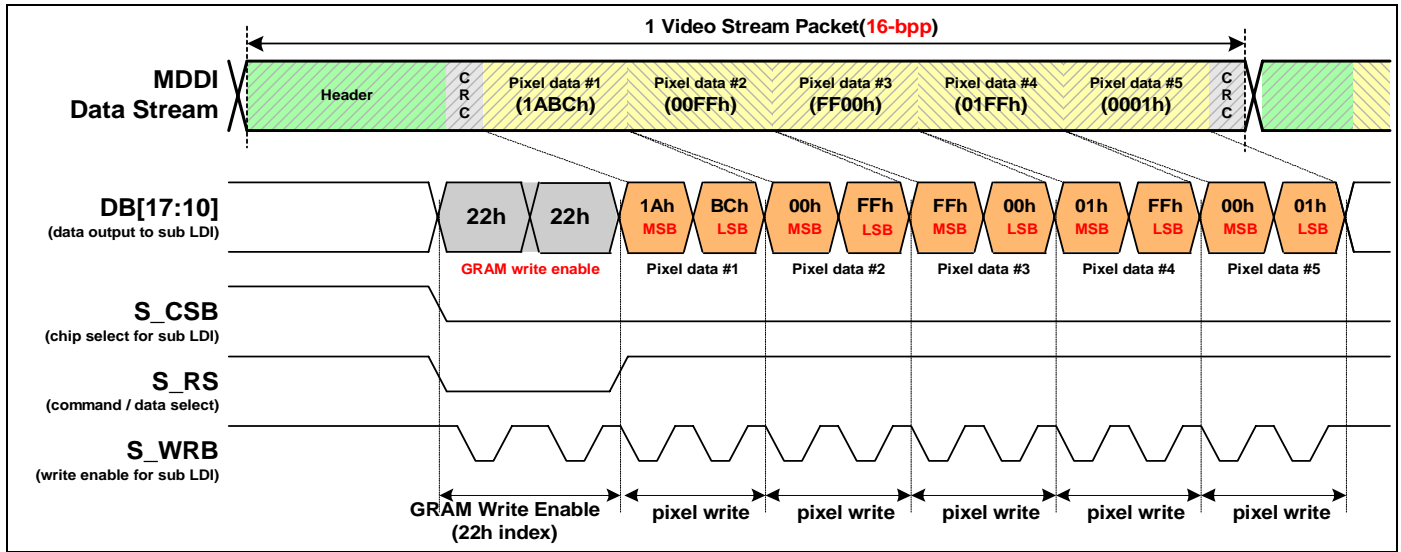 1 Video Stream Packet(16-bpp)
MDDI
Data Stream
Header
C
R
C
Pixel data #1
(1ABCh)
Pixel data #2
(00FFh)
Pixel data #3
(FF00h)
Pixel data #4
(01FFh)
Pixel data #5
(0001h)
C
R
C
DB[17:10]
(data output to sub LDI)
22h 22h
1Ah BCh 00h FFh FFh 00h 01h FFh 00h 01h
MSB LSB MSB LSB MSB LSB MSB LSB MSB LSB
GRAM write enable Pixel data #1 Pixel data #2 Pixel data #3 Pixel data #4 Pixel data #5
S_CSB
(chip select for sub LDI)
S_RS
(command / data select)
S_WRB
(write enable for sub LDI)
GRAM Write Enable
(22h index)
pixel write pixel write pixel write pixel write pixel write